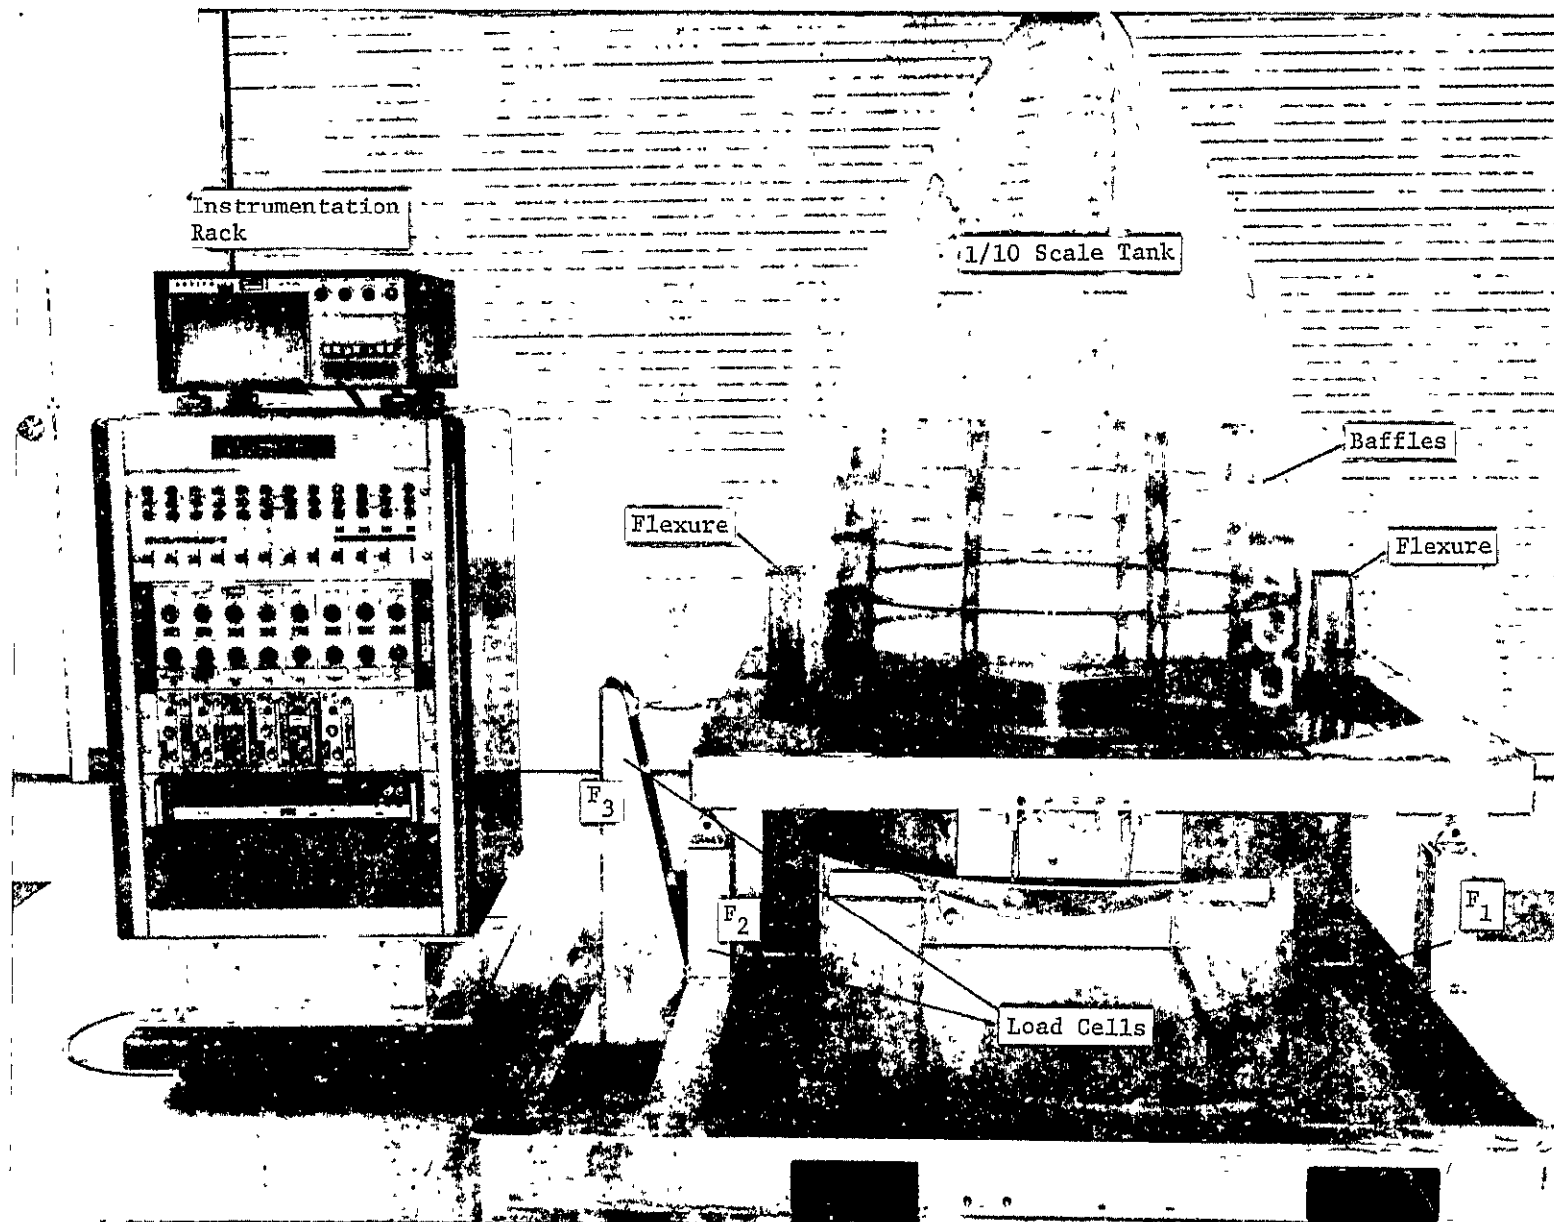 Instrumentation
Rack
1/10 Scale Tank
Baffles
Flexure
Flexure
F3
F2
F1
Load Cells